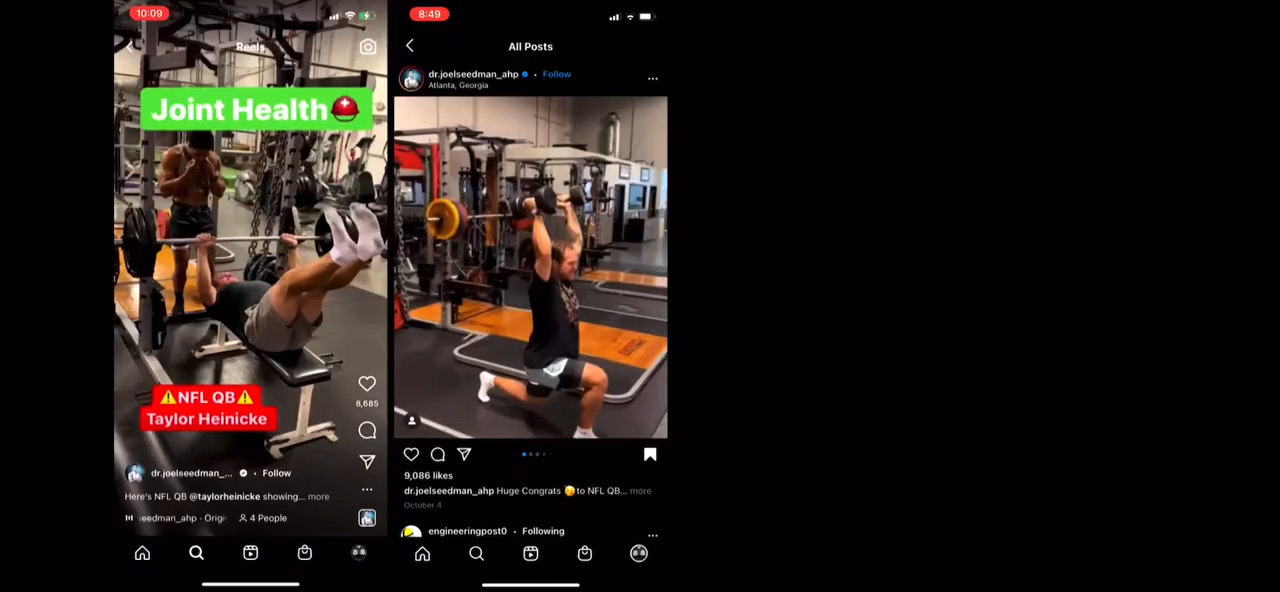 10:09
Reels
Joint Health
NFL QB
Taylor Heinicke
8,685
dr.joelseedman_... • Follow
Here's NFL QB @taylorheinicke showing... more
seedman_ahp · Origi
4 People
8:49
All Posts
dr.joelseedman_ahp • Follow
Atlanta, Georgia
9,086 likes
dr.joelseedman_ahp Huge Congrats to NFL QB... more
October 4
engineeringpost0 • Following